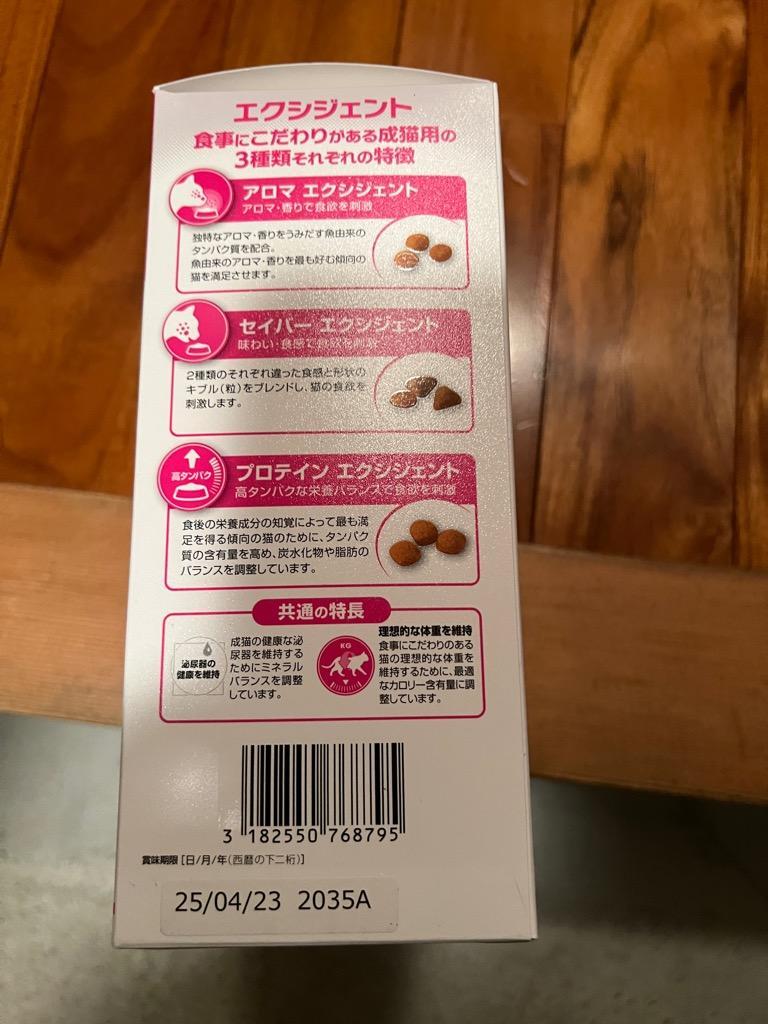 エクシジェント
食事にこだわりがある成猫用の
3種類それぞれの特徴
アロマ エクシジェント
アロマ・香りで食欲を刺激
独特なアロマ・香りをうみだす魚由来の
タンパク質を配合。
魚由来のアロマ・香りを最も好む傾向の
猫を満足させます。
セイバー エクシジェント
味わい・食感で食欲を刺激
2種類のそれぞれ違った食感と形状の
キブル(粒)をブレンドし、猫の食欲を
刺激します。
高タンパク
プロテイン エクシジェント
高タンパクな栄養バランスで食欲を刺激
食後の栄養成分の知覚によって最も満
足を得る傾向の猫のために、タンパク
質の含有量を高め、炭水化物や脂肪の
バランスを調整しています。
共通の特長
泌尿器の
健康を維持
成猫の健康な泌
尿器を維持する
ためにミネラル
バランスを調整
しています。
KG
理想的な体重を維持
食事にこだわりのある
猫の理想的な体重を
維持するために、最適
なカロリー含有量に調
整しています。
3 182550 768795
賞味期限 [日/月/年(西暦の下二桁)]
25/04/23 2035A